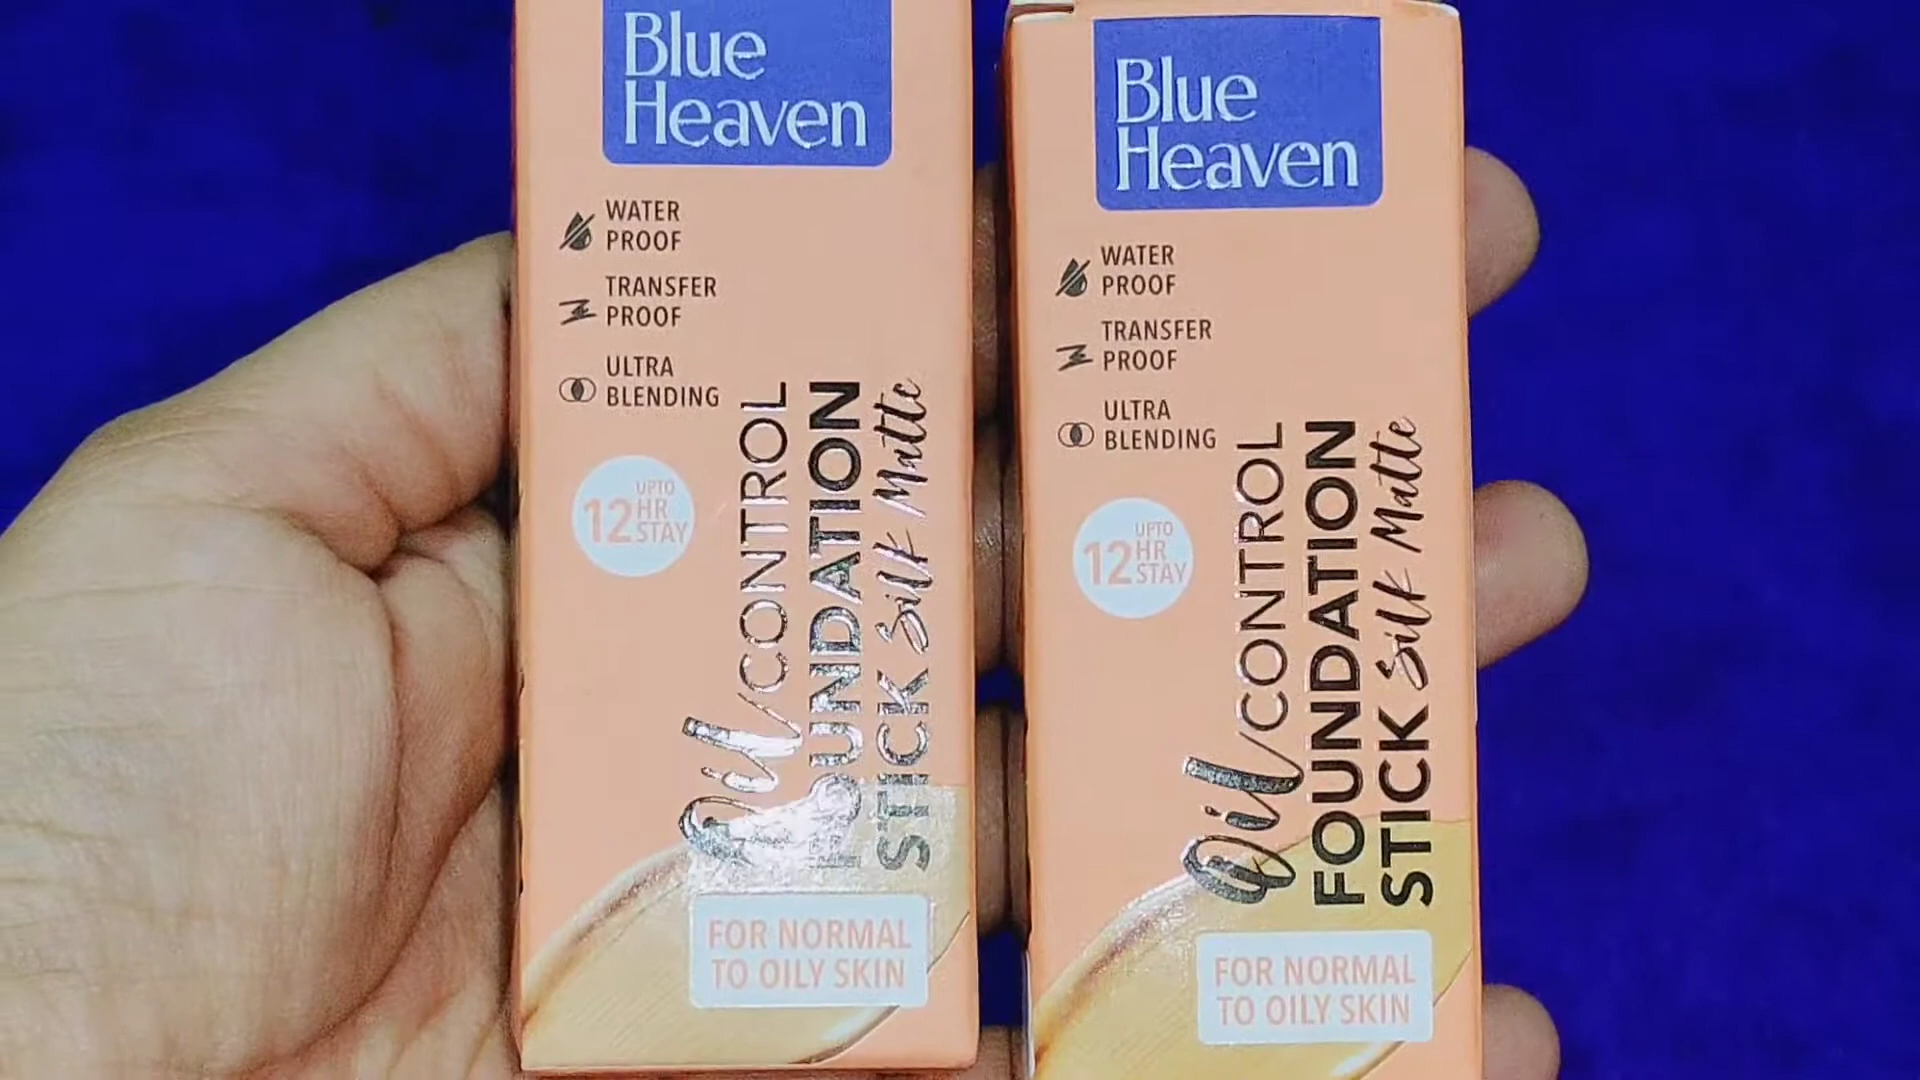 Blue
Heaven
WATER
PROOF
TRANSFER
PROOF
ULTRA
BLENDING
UPTO
12 HR
STAY
Oil CONTROL
FOUNDATION
STICK Silk Matte
FOR NORMAL
TO OILY SKIN
Blue
Heaven
WATER
PROOF
TRANSFER
PROOF
ULTRA
BLENDING
UPTO
12 HR
STAY
Oil CONTROL
FOUNDATION
STICK Silk Matte
FOR NORMAL
TO OILY SKIN